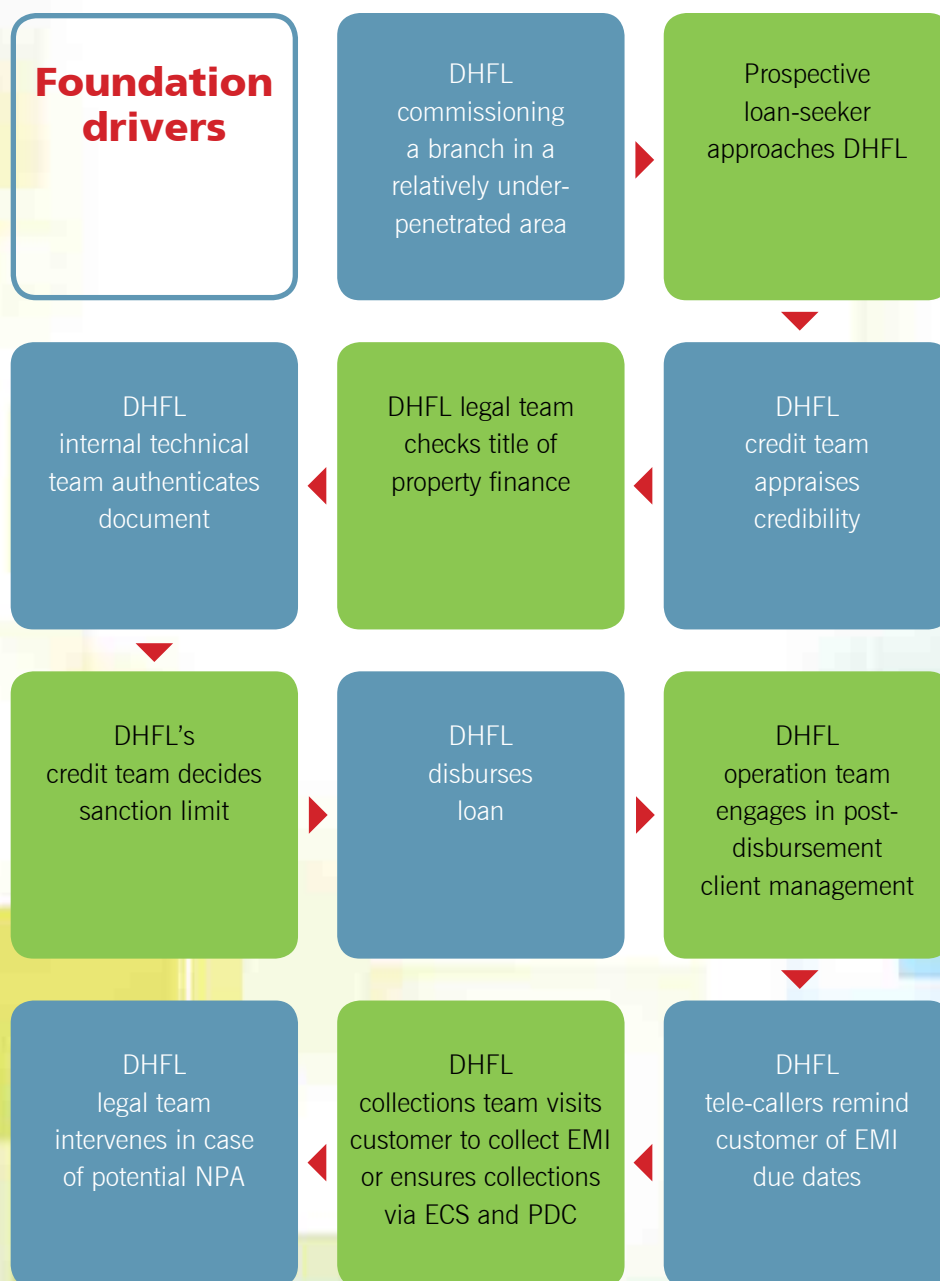 Foundation
drivers
DHFL
commissioning
a branch in a
relatively under-
penetrated area
Prospective
loan-seeker
approaches DHFL
DHFL
credit team
appraises
credibility
DHFL legal team
checks title of
property finance
DHFL
internal technical
team authenticates
document
DHFL's
credit team decides
sanction limit
DHFL
disburses
loan
DHFL
operation team
engages in post-
disbursement
client management
DHFL
tele-callers remind
customer of EMI
due dates
DHFL
collections team visits
customer to collect EMI
or ensures collections
via ECS and PDC
DHFL
legal team
intervenes in case
of potential NPA